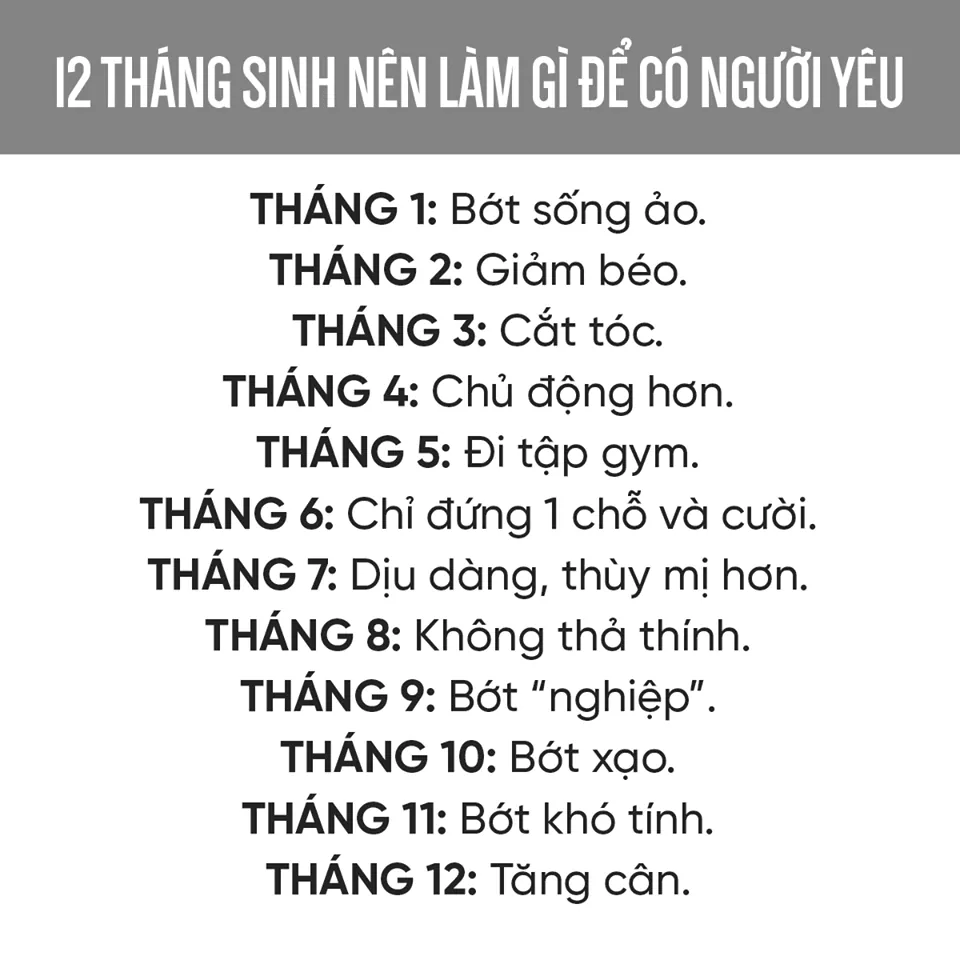 12 THÁNG SINH NÊN LÀM GÌ ĐỂ CÓ NGƯỜI YÊU
THÁNG 1: Bớt sống ảo.
THÁNG 2: Giảm béo.
THÁNG 3: Cắt tóc.
THÁNG 4: Chủ động hơn.
THÁNG 5: Đi tập gym.
THÁNG 6: Chỉ đứng 1 chỗ và cười.
THÁNG 7: Dịu dàng, thùy mị hơn.
THÁNG 8: Không thả thính.
THÁNG 9: Bớt “nghiệp”.
THÁNG 10: Bớt xạo.
THÁNG 11: Bớt khó tính.
THÁNG 12: Tăng cân.